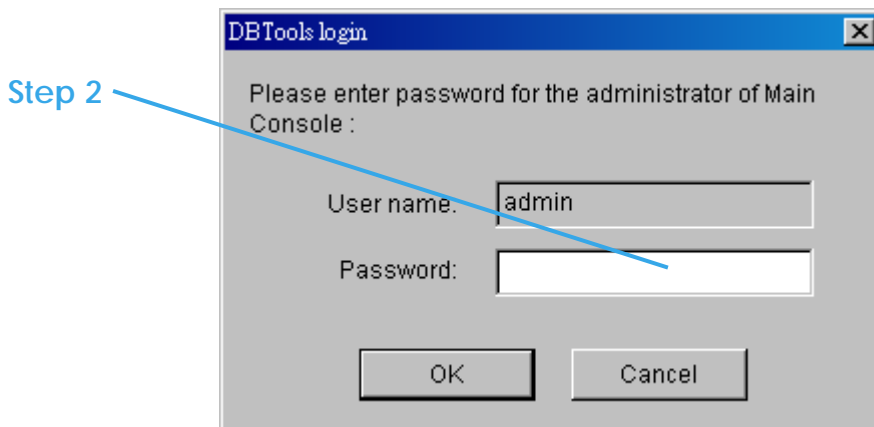 DBTools login
Step 2
Please enter password for the administrator of Main
Console :
User name: admin
Password:
OK Cancel